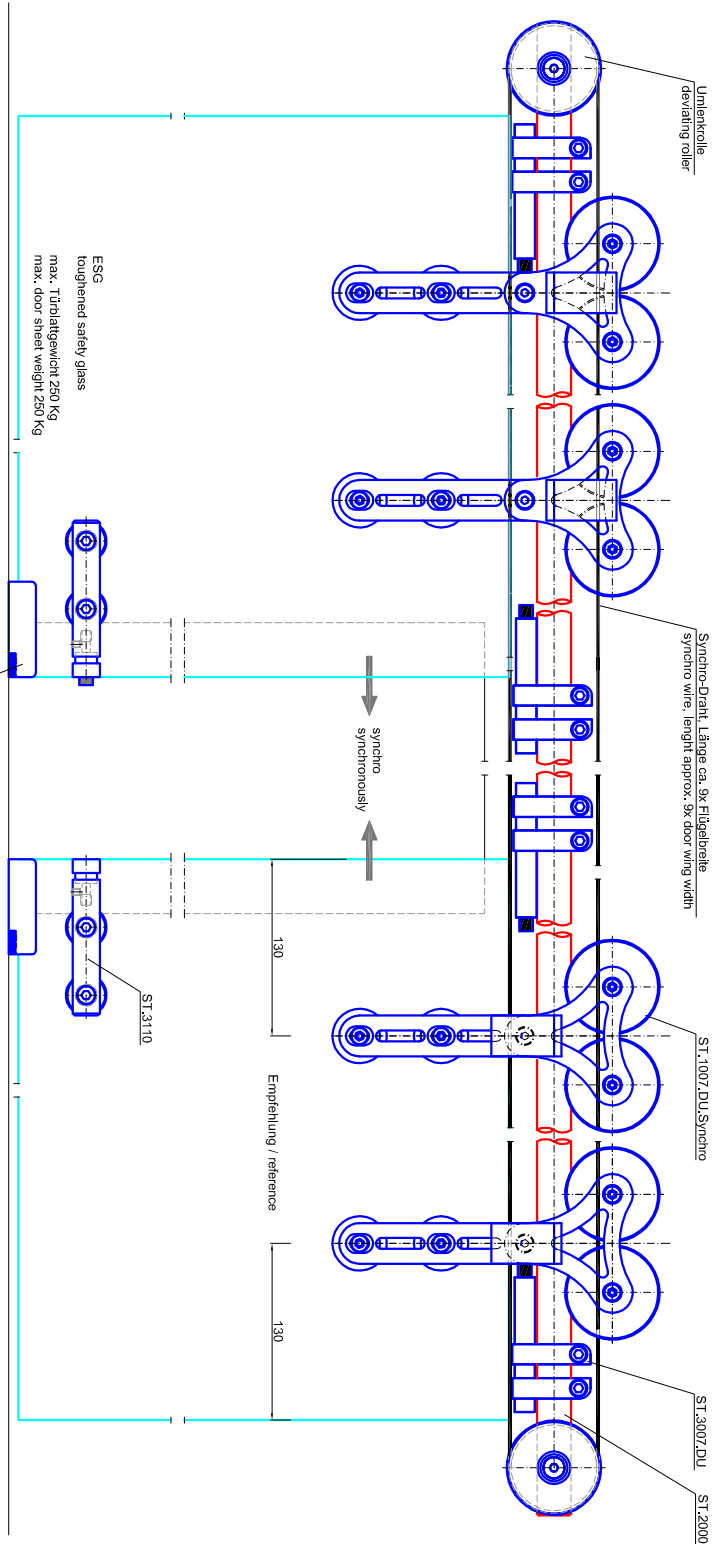 Umlenkrolle
deviating roller
Synchro-Draht, Länge ca. 9x Flügelbreite
synchro wire, lenght approx. 9x door wing width
ST.1007.DU.Synchro
ST.3007.DU
ST.2000
synchro
synchronously
130
Empfehlung / reference
130
ESG
toughened safety glass
max. Türblattgewicht 250 Kg
max. door sheet weight 250 Kg
ST.3110